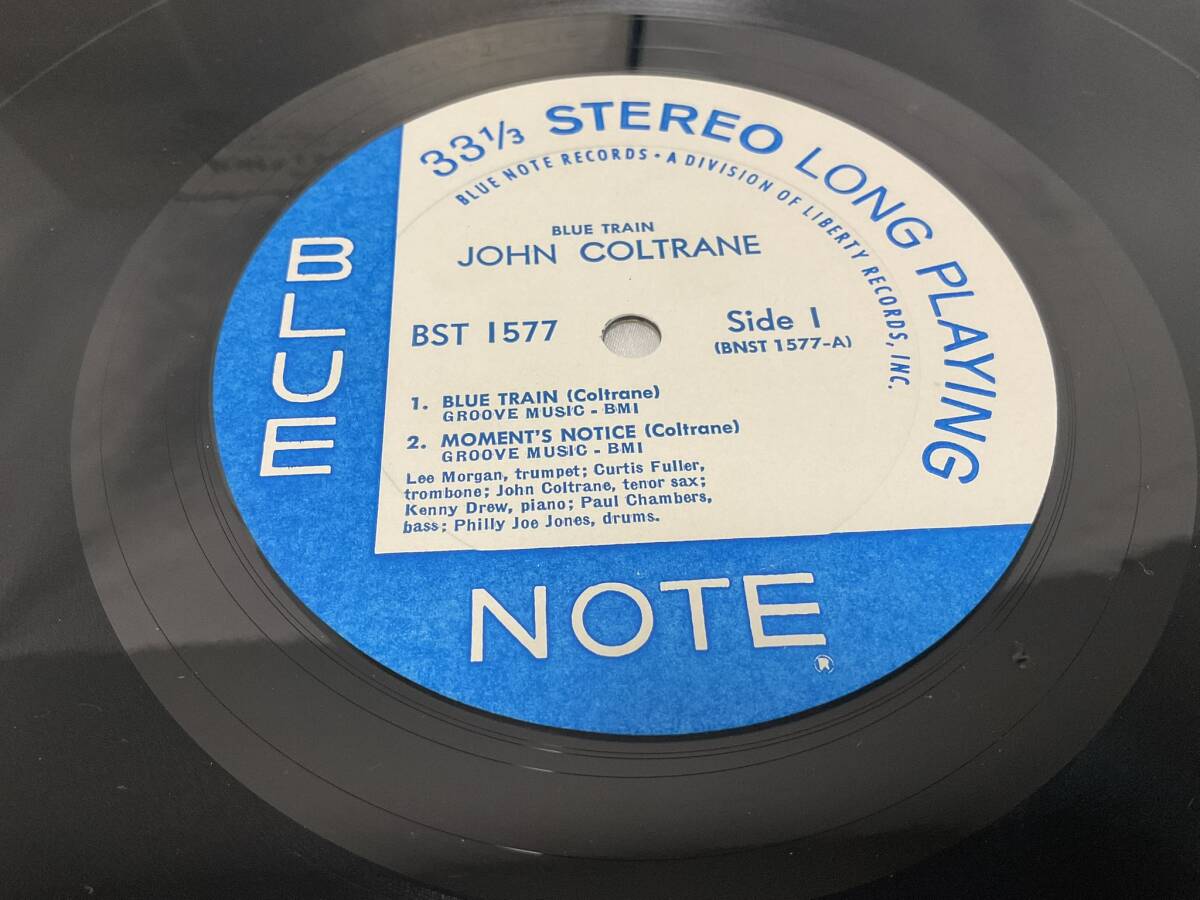 33 1/3 STEREO LONG PLAYING
BLUE NOTE RECORDS • A DIVISION OF LIBERTY RECORDS, INC.
BLUE TRAIN
JOHN COLTRANE
BST 1577
Side 1
(BNST 1577-A)
1. BLUE TRAIN (Coltrane)
GROOVE MUSIC - BMI
2. MOMENT'S NOTICE (Coltrane)
GROOVE MUSIC - BMI
Lee Morgan, trumpet; Curtis Fuller,
trombone; John Coltrane, tenor sax;
Kenny Drew, piano; Paul Chambers,
bass; Philly Joe Jones, drums.
BLUE
NOTE